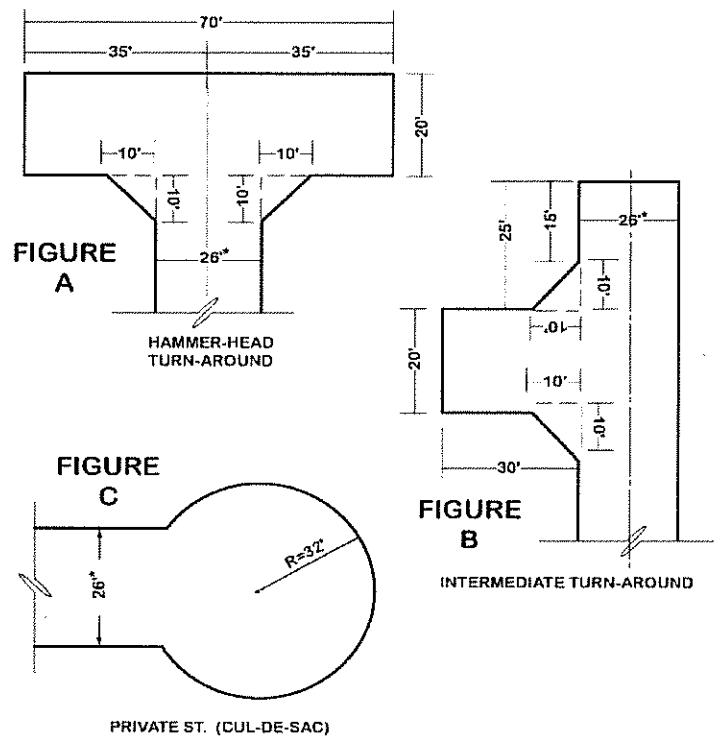 70'
35' 35'
10' 10'
20'
10' 10'
26'*
FIGURE
A
HAMMER-HEAD
TURN-AROUND
26'*
25' 15'
10'
10'
20'
10'
10'
30'
FIGURE
B
INTERMEDIATE TURN-AROUND
FIGURE
C
R=32'
26'*
PRIVATE ST. (CUL-DE-SAC)